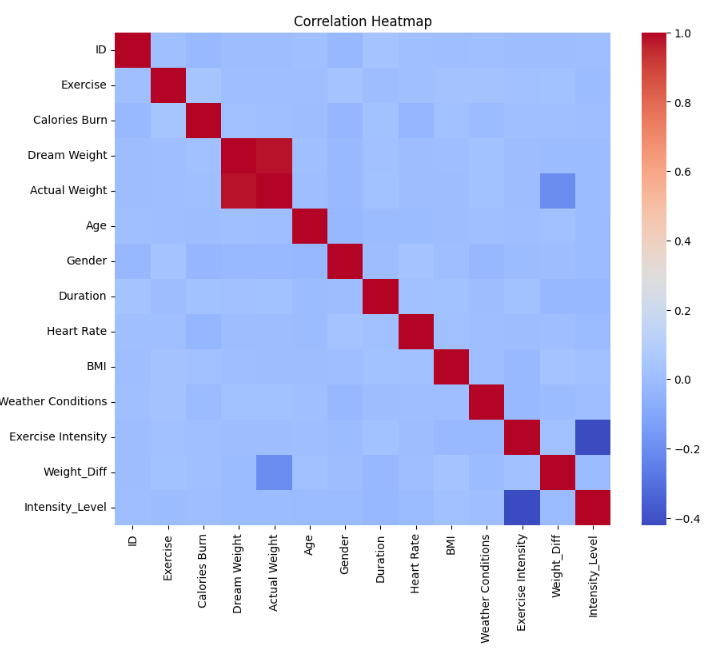 Correlation Heatmap
ID
Exercise
Calories Burn
Dream Weight
Actual Weight
Age
Gender
Duration
Heart Rate
BMI
Weather Conditions
Exercise Intensity
Weight_Diff
Intensity_Level
ID
Exercise
Calories Burn
Dream Weight
Actual Weight
Age
Gender
Duration
Heart Rate
BMI
Weather Conditions
Exercise Intensity
Weight_Diff
Intensity_Level
1.0
0.8
0.6
0.4
0.2
0.0
−0.2
−0.4